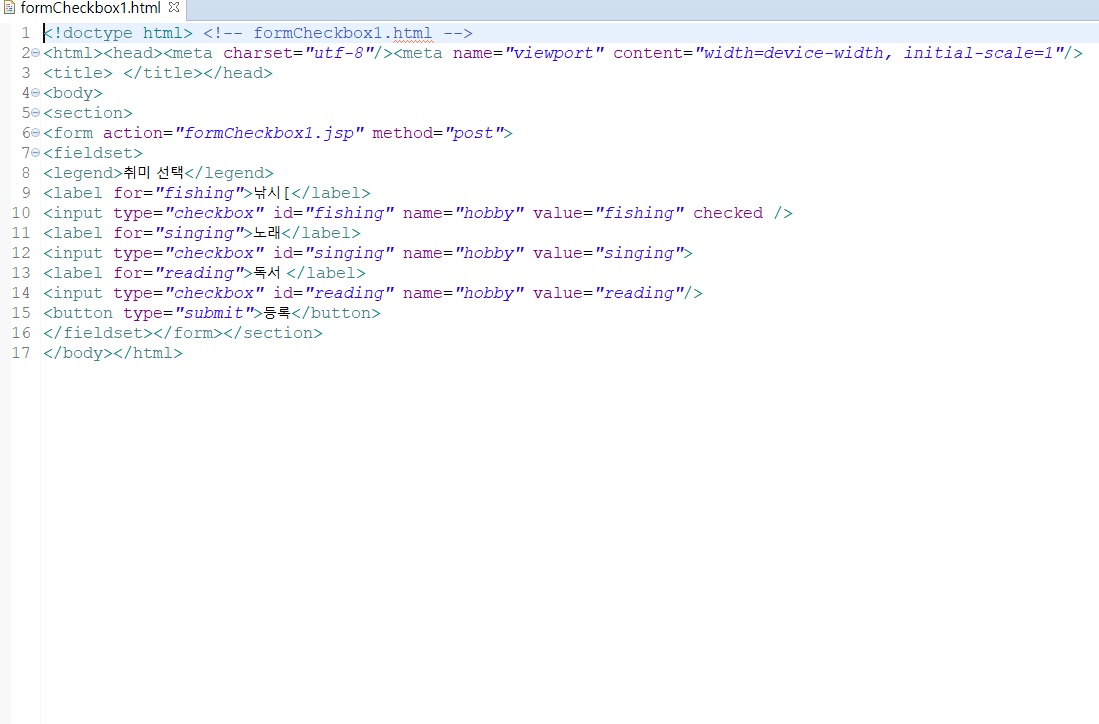 formCheckbox1.html
1 <!doctype html> <!-- formCheckbox1.html -->
2 <html><head><meta charset="utf-8"/><meta name="viewport" content="width=device-width, initial-scale=1"/>
3 <title> </title></head>
4 <body>
5 <section>
6 <form action="formCheckbox1.jsp" method="post">
7 <fieldset>
8 <legend>취미 선택</legend>
9 <label for="fishing">낚시[</label>
10 <input type="checkbox" id="fishing" name="hobby" value="fishing" checked />
11 <label for="singing">노래</label>
12 <input type="checkbox" id="singing" name="hobby" value="singing">
13 <label for="reading">독서 </label>
14 <input type="checkbox" id="reading" name="hobby" value="reading"/>
15 <button type="submit">등록</button>
16 </fieldset></form></section>
17 </body></html>